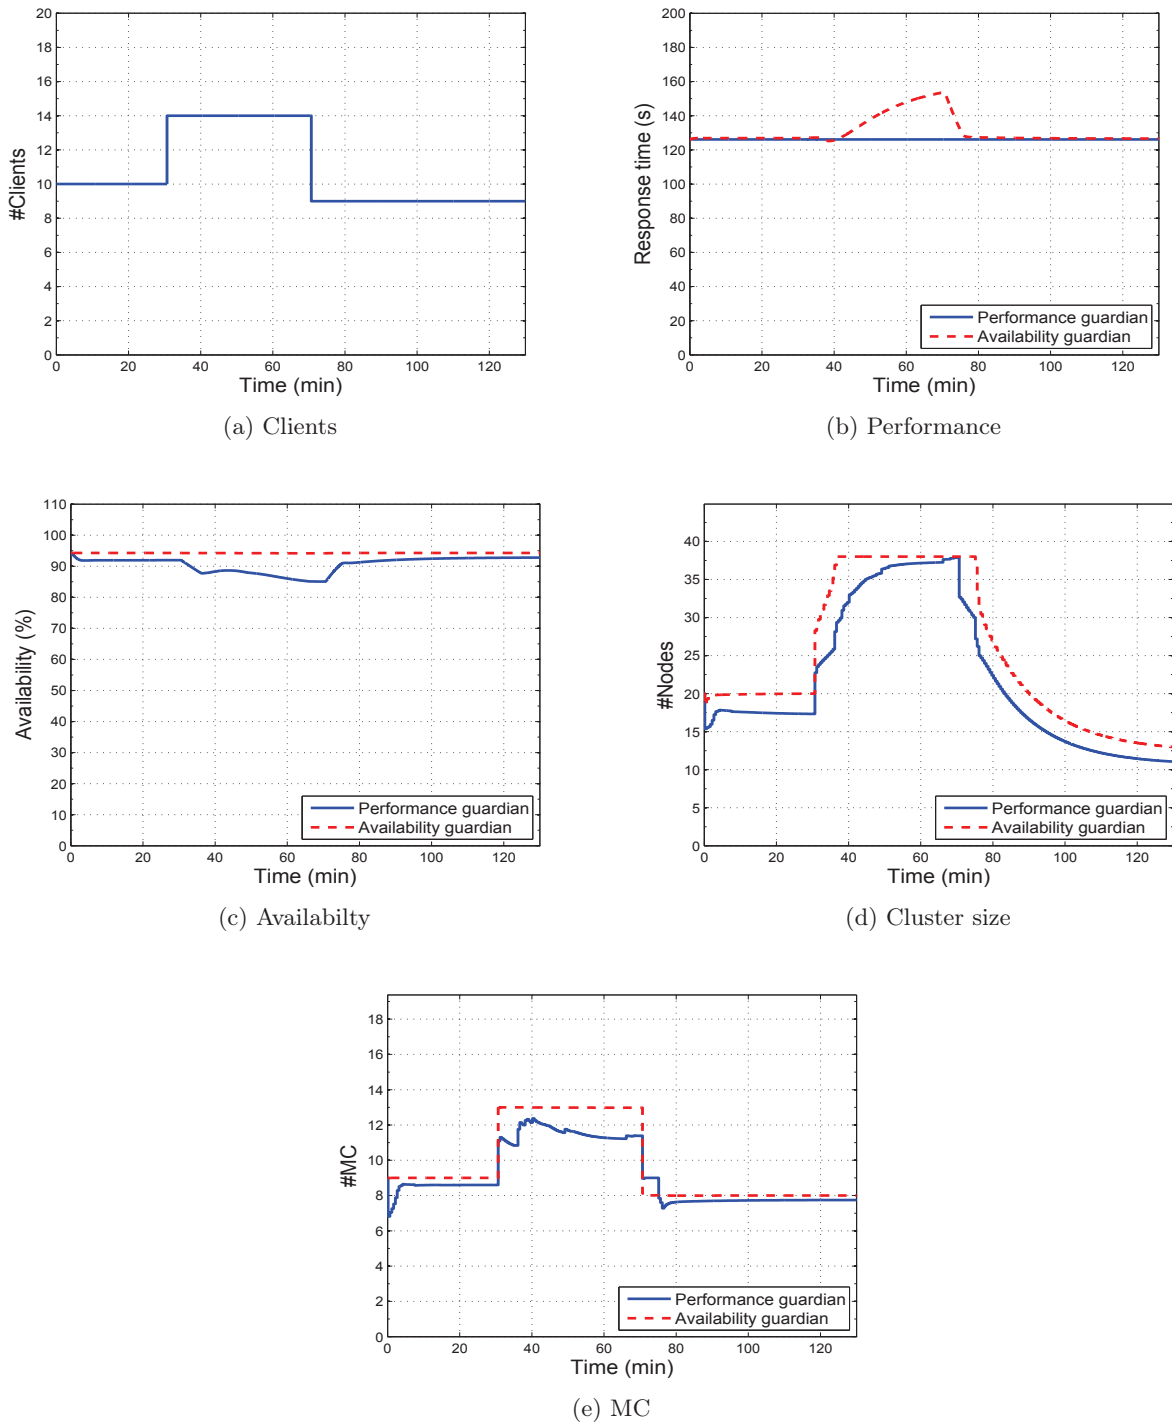 20
18
16
14
12
10
8
6
4
2
0
#Clients
0 20 40 60 80 100 120
Time (min)
(a) Clients
200
180
160
140
120
100
80
60
40
20
0
Response time (s)
Performance guardian
Availability guardian
0 20 40 60 80 100 120
Time (min)
(b) Performance
110
100
90
80
70
60
50
40
30
20
10
0
Availability (%)
Performance guardian
Availability guardian
0 20 40 60 80 100 120
Time (min)
(c) Availabilty
40
35
30
25
20
15
10
5
0
#Nodes
Performance guardian
Availability guardian
0 20 40 60 80 100 120
Time (min)
(d) Cluster size
18
16
14
12
10
8
6
4
2
0
#MC
Performance guardian
Availability guardian
0 20 40 60 80 100 120
Time (min)
(e) MC